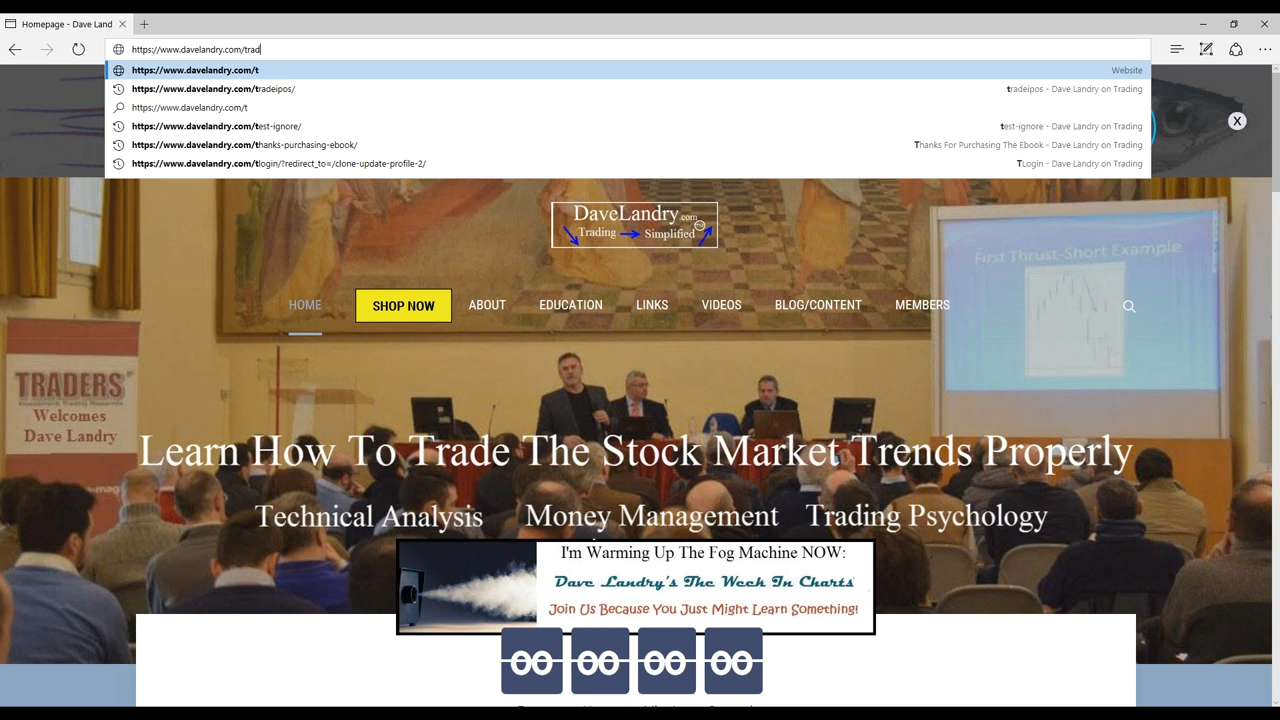 Homepage - Dave Land
https://www.davelandry.com/trad
https://www.davelandry.com/t Website
https://www.davelandry.com/tradeipos/ tradeipos - Dave Landry on Trading
https://www.davelandry.com/t
https://www.davelandry.com/test-ignore/ test-ignore - Dave Landry on Trading
https://www.davelandry.com/thanks-purchasing-ebook/ Thanks For Purchasing The Ebook - Dave Landry on Trading
https://www.davelandry.com/tlogin/?redirect_to=/clone-update-profile-2/ TLogin - Dave Landry on Trading
X
DaveLandry.com
Trading Simplified
First Thrust-Short Example
HOME SHOP NOW ABOUT EDUCATION LINKS VIDEOS BLOG/CONTENT MEMBERS
TRADERS'
Welcomes
Dave Landry
Learn How To Trade The Stock Market Trends Properly
Technical Analysis Money Management Trading Psychology
I'm Warming Up The Fog Machine NOW:
Dave Landry's The Week In Charts
Join Us Because You Just Might Learn Something!
00 00 00 00